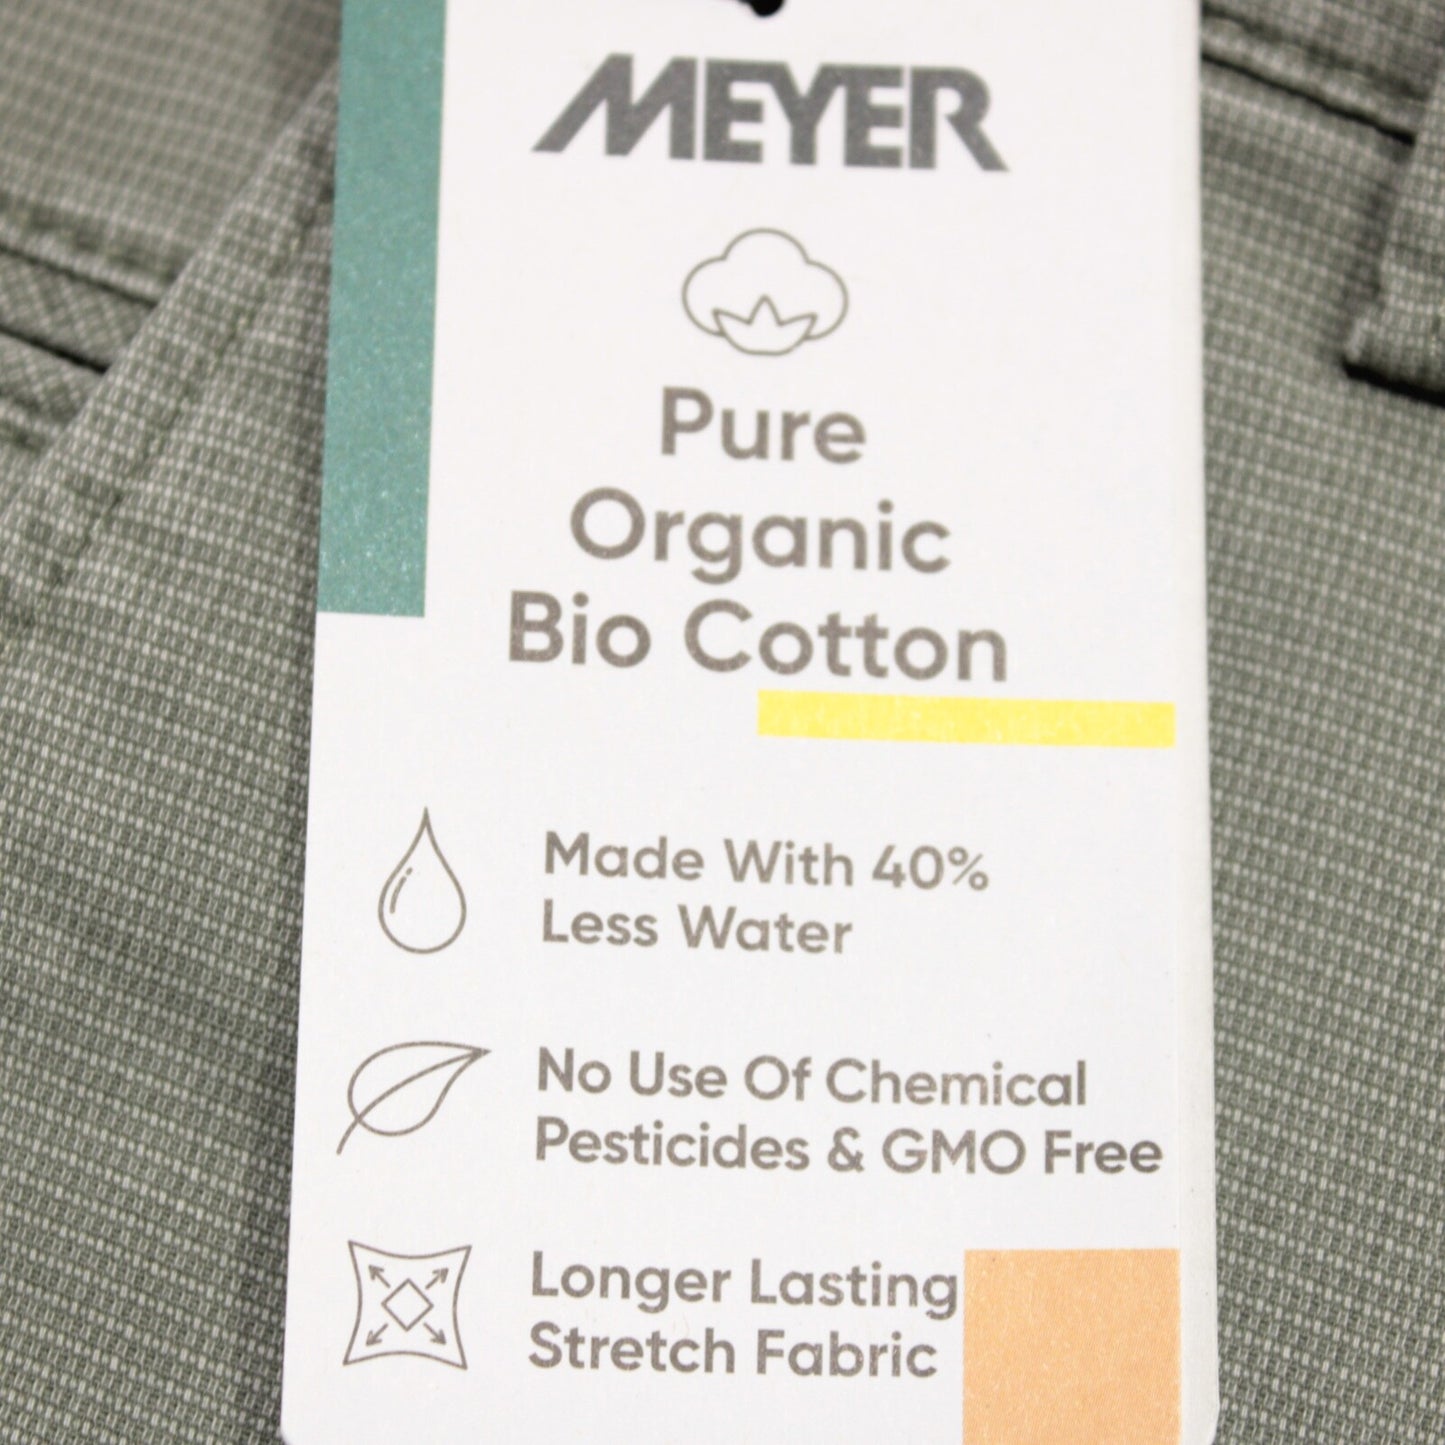 MEYER
Pure
Organic
Bio Cotton
Made With 40%
Less Water
No Use Of Chemical
Pesticides & GMO Free
Longer Lasting
Stretch Fabric